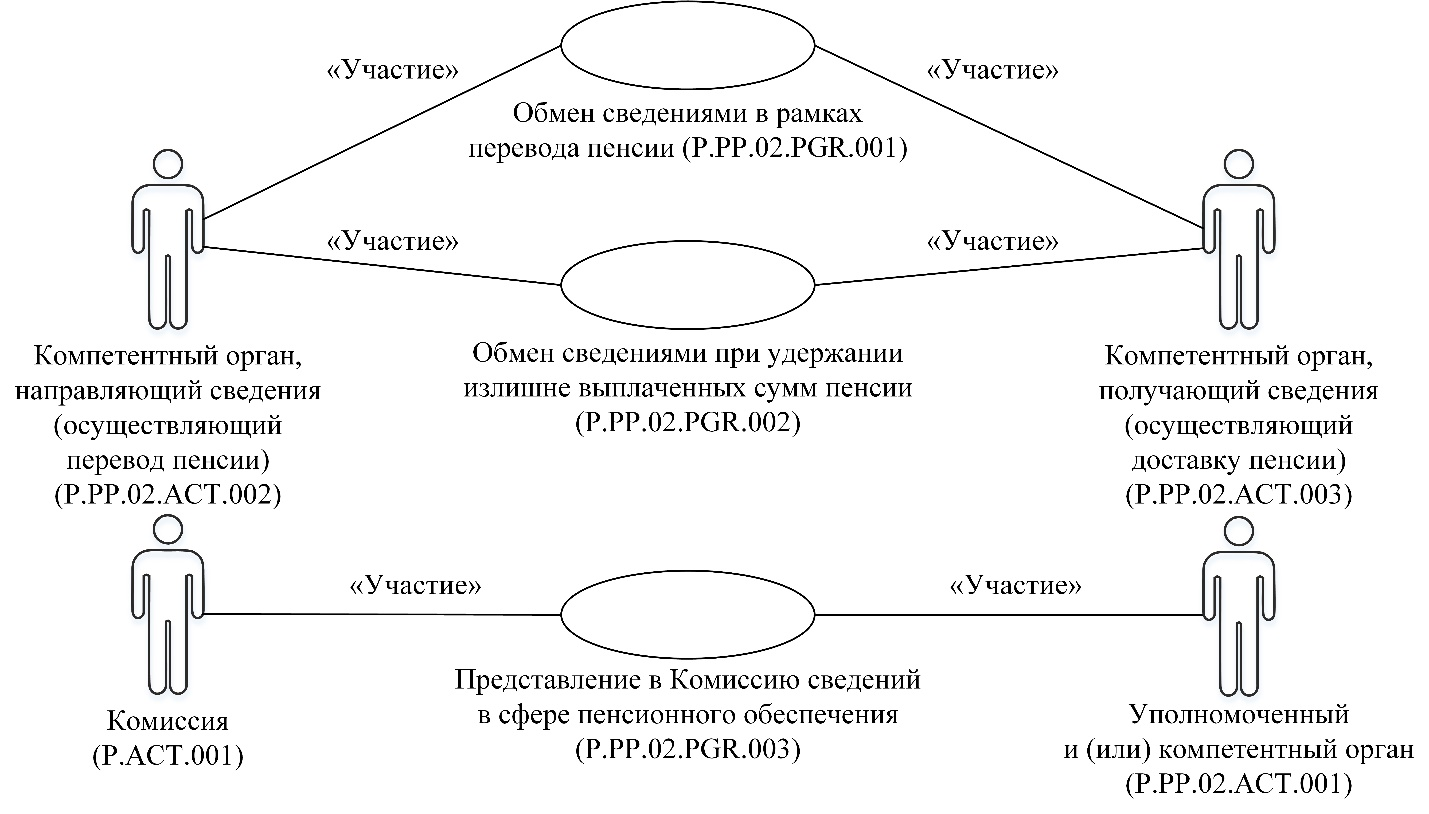 «Участие»
«Участие»
Обмен сведениями в рамках
перевода пенсии (P.PP.02.PGR.001)
«Участие»
«Участие»
Компетентный орган,
направляющий сведения
(осуществляющий
перевод пенсии)
(P.PP.02.ACT.002)
Обмен сведениями при удержании
излишне выплаченных сумм пенсии
(P.PP.02.PGR.002)
Компетентный орган,
получающий сведения
(осуществляющий
доставку пенсии)
(P.PP.02.ACT.003)
«Участие»
«Участие»
Комиссия
(P.ACT.001)
Представление в Комиссию сведений
в сфере пенсионного обеспечения
(P.PP.02.PGR.003)
Уполномоченный
и (или) компетентный орган
(P.PP.02.ACT.001)